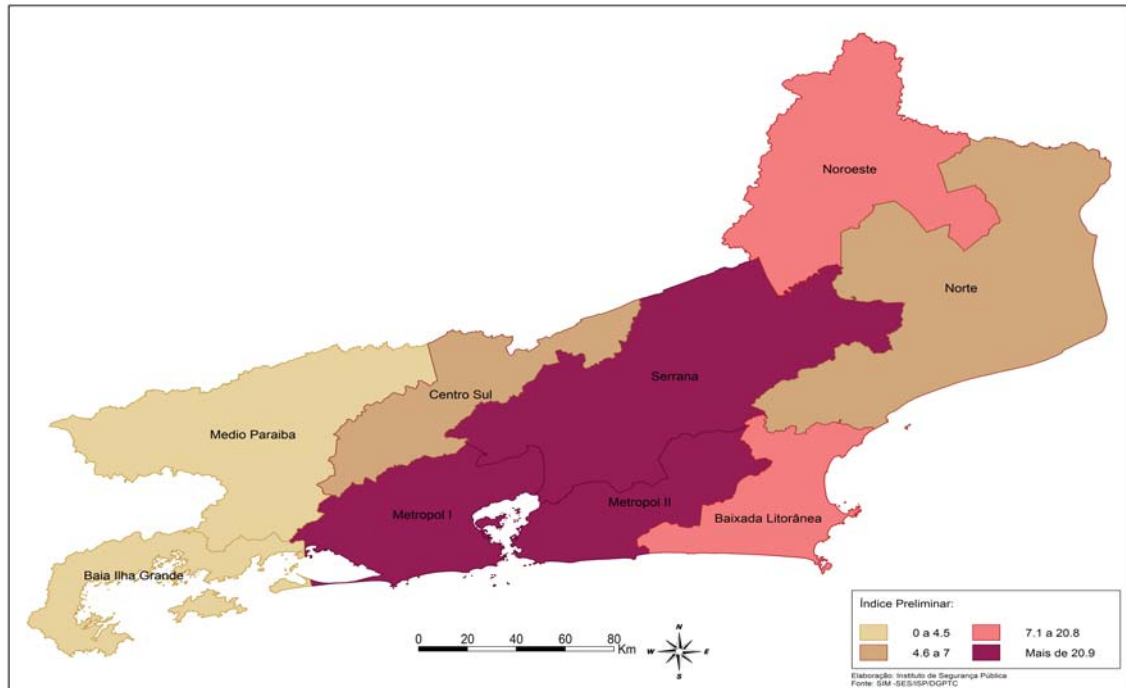 Noroeste
Norte
Serrana
Centro Sul
Medio Paraiba
Metropol II
Metropol I
Baixada Litorânea
Baia Ilha Grande
0 20 40 60 80
Km
N
W E
S
Índice Preliminar:
0 a 4.5 7.1 a 20.8
4.6 a 7 Mais de 20.9
Elaboração: Instituto de Segurança Pública
Fonte: SIM -SES/ISP/DGPTC